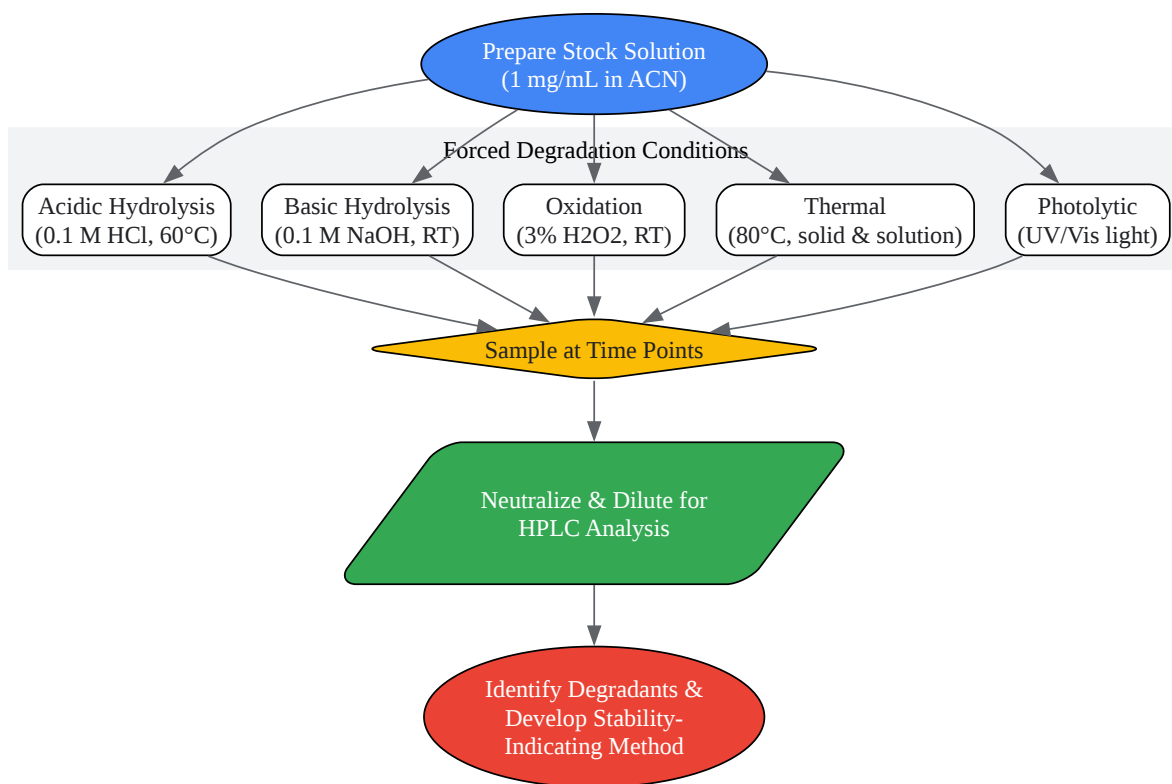 Prepare Stock Solution
(1 mg/mL in ACN)
Forced Degradation Conditions
Acidic Hydrolysis
(0.1 M HCl, 60°C)
Basic Hydrolysis
(0.1 M NaOH, RT)
Oxidation
(3% H2O2, RT)
Thermal
(80°C, solid & solution)
Photolytic
(UV/Vis light)
Sample at Time Points
Neutralize & Dilute for
HPLC Analysis
Identify Degradants &
Develop Stability-
Indicating Method